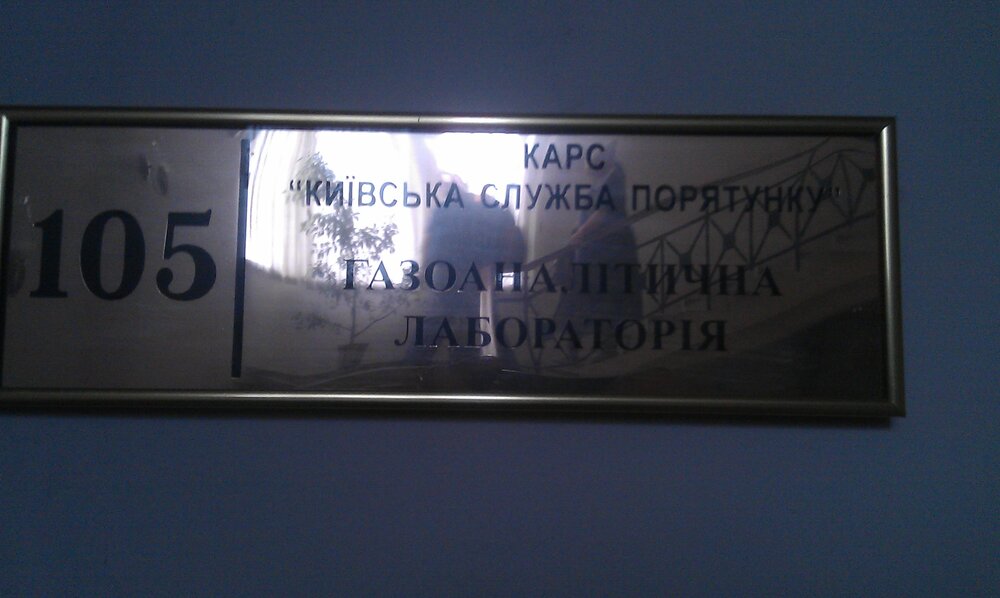 105
КАРС
"КИЇВСЬКА СЛУЖБА ПОРЯТУНКУ"
ГАЗОАНАЛІТИЧНА
ЛАБОРАТОРІЯ